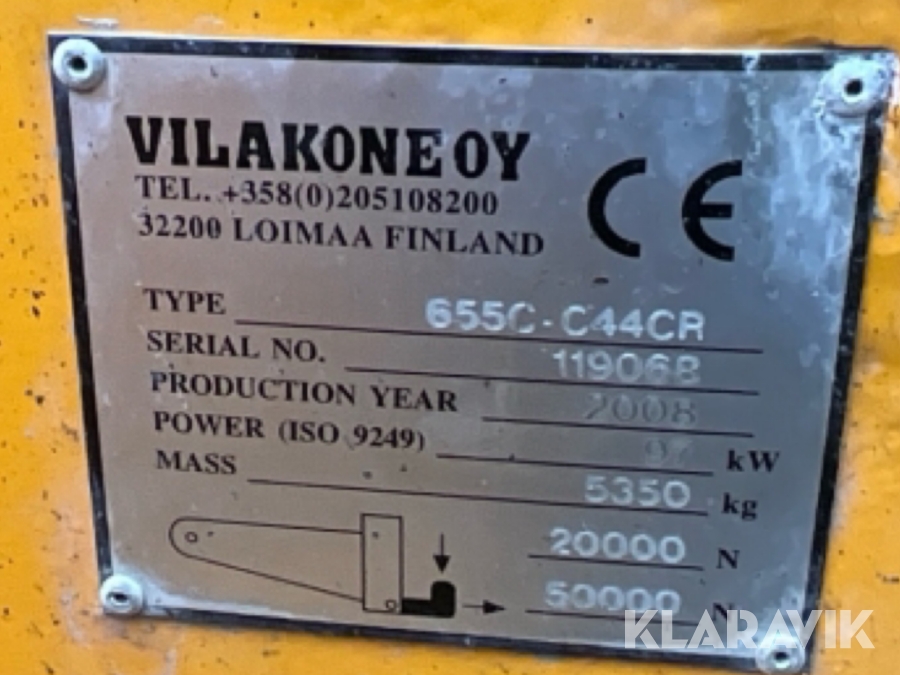 VILAKONE OY
TEL. +358(0)205108200
32200 LOIMAA FINLAND
CE
TYPE 655C-C44CR
SERIAL NO. 119068
PRODUCTION YEAR 2008
POWER (ISO 9249) kW
MASS 5350 kg
20000 N
50000 N
KLARAVIK